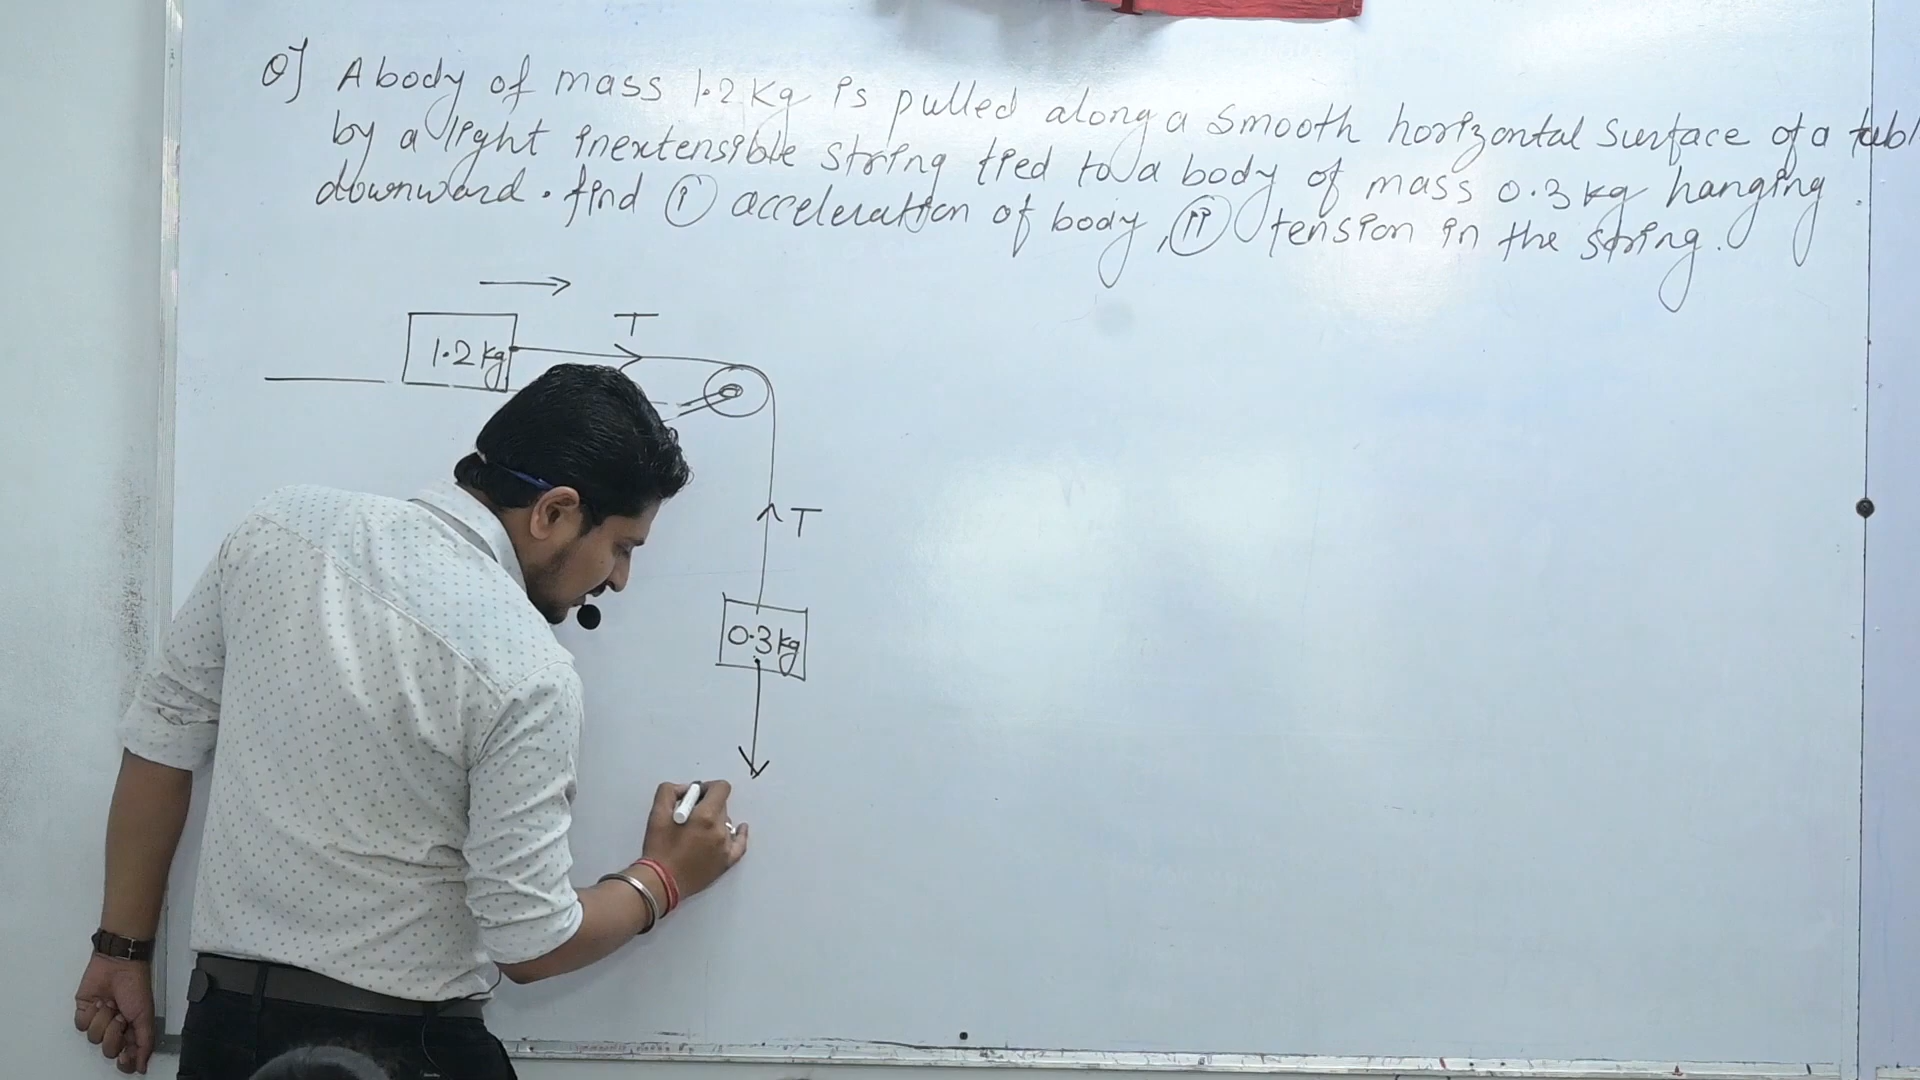 Q] A body of mass 1.2 kg is pulled along a smooth horizontal surface of a tabl
by a light inextensible string tied to a body of mass 0.3 kg hanging
downward. find (i) acceleration of body, (ii) tension in the string.
T
1.2 kg
T
0.3 kg